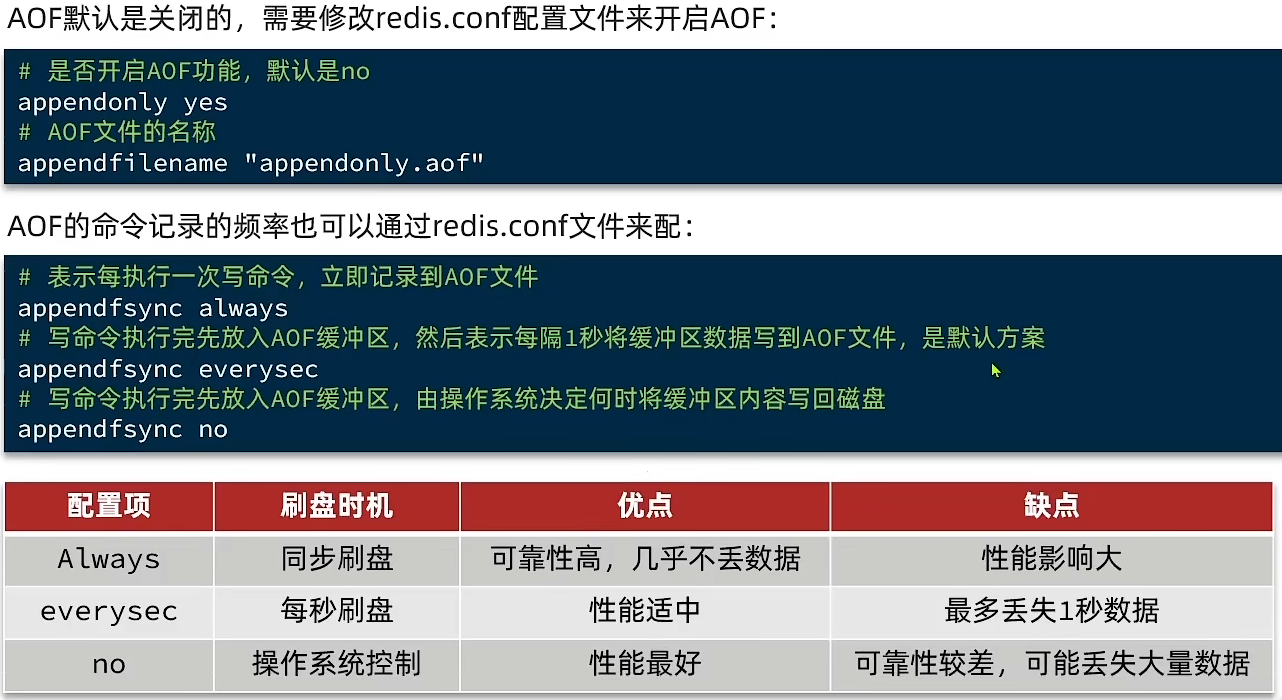 AOF默认是关闭的，需要修改redis.conf配置文件来开启AOF：
# 是否开启AOF功能，默认是no
appendonly yes
# AOF文件的名称
appendfilename "appendonly.aof"
AOF的命令记录的频率也可以通过redis.conf文件来配：
# 表示每执行一次写命令，立即记录到AOF文件
appendfsync always
# 写命令执行完先放入AOF缓冲区，然后表示每隔1秒将缓冲区数据写到AOF文件，是默认方案
appendfsync everysec
# 写命令执行完先放入AOF缓冲区，由操作系统决定何时将缓冲区内容写回磁盘
appendfsync no
配置项 刷盘时机 优点 缺点
Always 同步刷盘 可靠性高，几乎不丢数据 性能影响大
everysec 每秒刷盘 性能适中 最多丢失1秒数据
no 操作系统控制 性能最好 可靠性较差，可能丢失大量数据